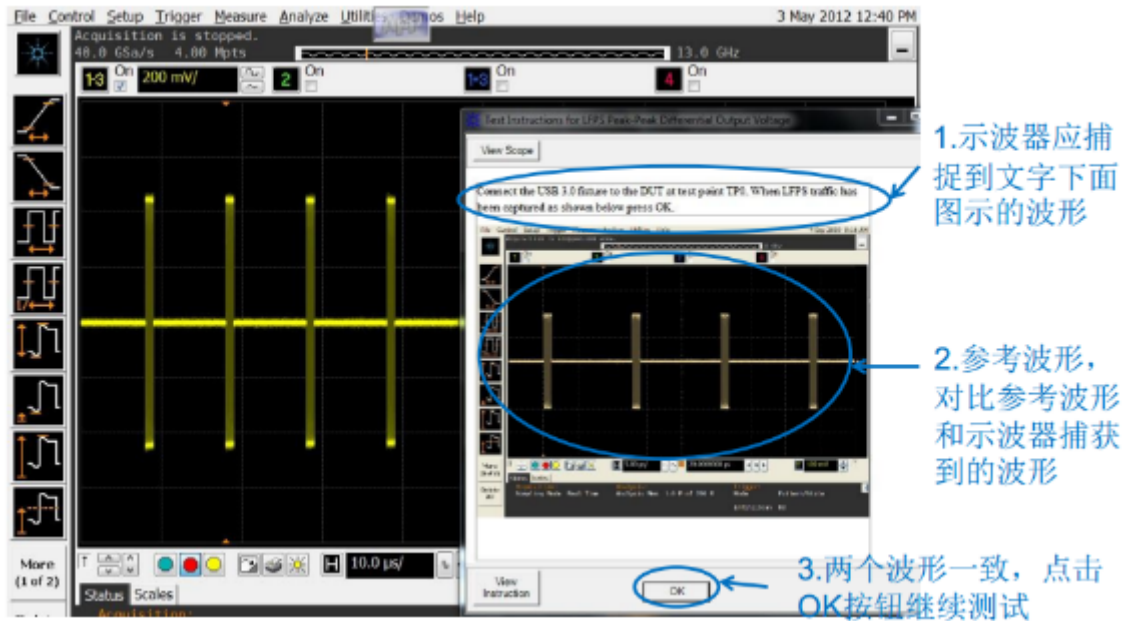 File Control Setup Trigger Measure Analyze Utilities Demos Help
3 May 2012 12:40 PM
Acquisition is stopped.
40.0 GSa/s 4.00 Mpts
13.0 GHz
1-3 On 200 mV/
2 On
1-3 On
4 On
Test Instructions for LFPS Peak-Peak Differential Output Voltage
View Scope
Connect the USB 3.0 fixture to the DUT at test point TP1. When LFPS traffic has
been captured as shown below press OK.
1.示波器应捕
捉到文字下面
图示的波形
2.参考波形，
对比参考波形
和示波器捕获
到的波形
More
(1 of 2)
H 10.0 μs/
Status Scales
Acquisition:
View
Instruction
OK
3.两个波形一致，点击
OK按钮继续测试